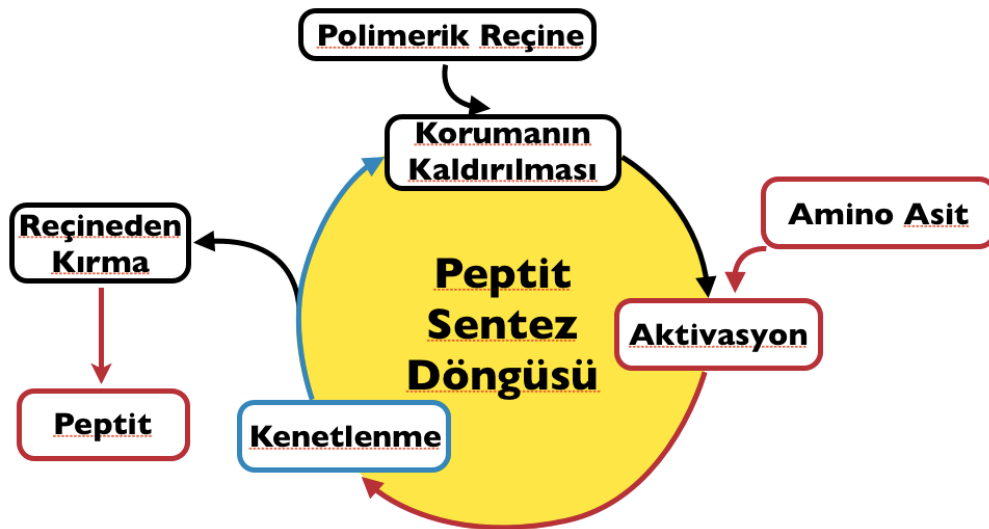 Polimerik Reçine
Korumanın
Kaldırılması
Amino Asit
Reçineden
Kırma
Peptit
Sentez
Döngüsü
Aktivasyon
Peptit
Kenetlenme